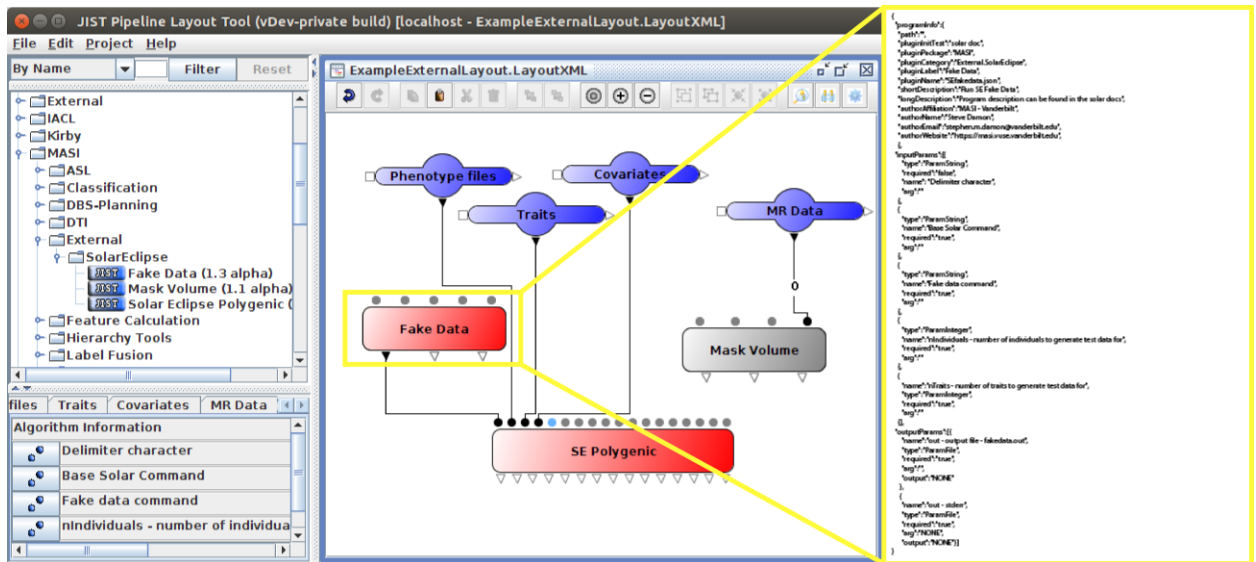 JIST Pipeline Layout Tool (vDev-private build) [localhost - ExampleExternalLayout.LayoutXML]
File Edit Project Help
By Name Filter Reset
External
IACL
Kirby
MASI
ASL
Classification
DBS-Planning
DTI
External
SolarEclipse
JIST Fake Data (1.3 alpha)
JIST Mask Volume (1.1 alpha)
JIST Solar Eclipse Polygenic (
Feature Calculation
Hierarchy Tools
Label Fusion
files Traits Covariates MR Data
Algorithm Information
Delimiter character
Base Solar Command
Fake data command
nIndividuals - number of individua
ExampleExternalLayout.LayoutXML
Phenotype files
Covariates
Traits
MR Data
0
Fake Data
Mask Volume
SE Polygenic
{
"programInfo":{
"path":"",
"pluginInitText":"solar doc",
"pluginPackage":"MASI",
"pluginCategory":"External.SolarEclipse",
"pluginLabel":"Fake Data",
"pluginName":"SEfakedata.json",
"shortDescription":"Run SE Fake Data",
"longDescription":"Program description can be found in the solar docs",
"authorAffiliation":"MASI - Vanderbilt",
"authorName":"Steve Damon",
"authorEmail":"stephen.m.damon@vanderbilt.edu",
"authorWebsite":"https://masi.vuse.vanderbilt.edu",
},
"inputParams":[{
"type":"ParamString",
"required":"false",
"name": "Delimiter character",
"arg":""
},
{
"type":"ParamString",
"name":"Base Solar Command",
"required":"true",
"arg":""
},
{
"type":"ParamString",
"name":"Fake data command",
"required":"true",
"arg":""
},
{
"type":"ParamInteger",
"name":"nIndividuals - number of individuals to generate test data for",
"required":"true",
"arg":""
},
{
"name":"nTraits - number of traits to generate test data for",
"type":"ParamInteger",
"required":"true",
"arg":""
}],
"outputParams":[{
"name":"out - output file - fakedata.out",
"type":"ParamFile",
"required":"true",
"arg":"",
"output":"NONE"
},
{
"name":"out - stderr",
"type":"ParamFile",
"required":"true",
"arg":"NONE",
"output":"NONE"}]
}